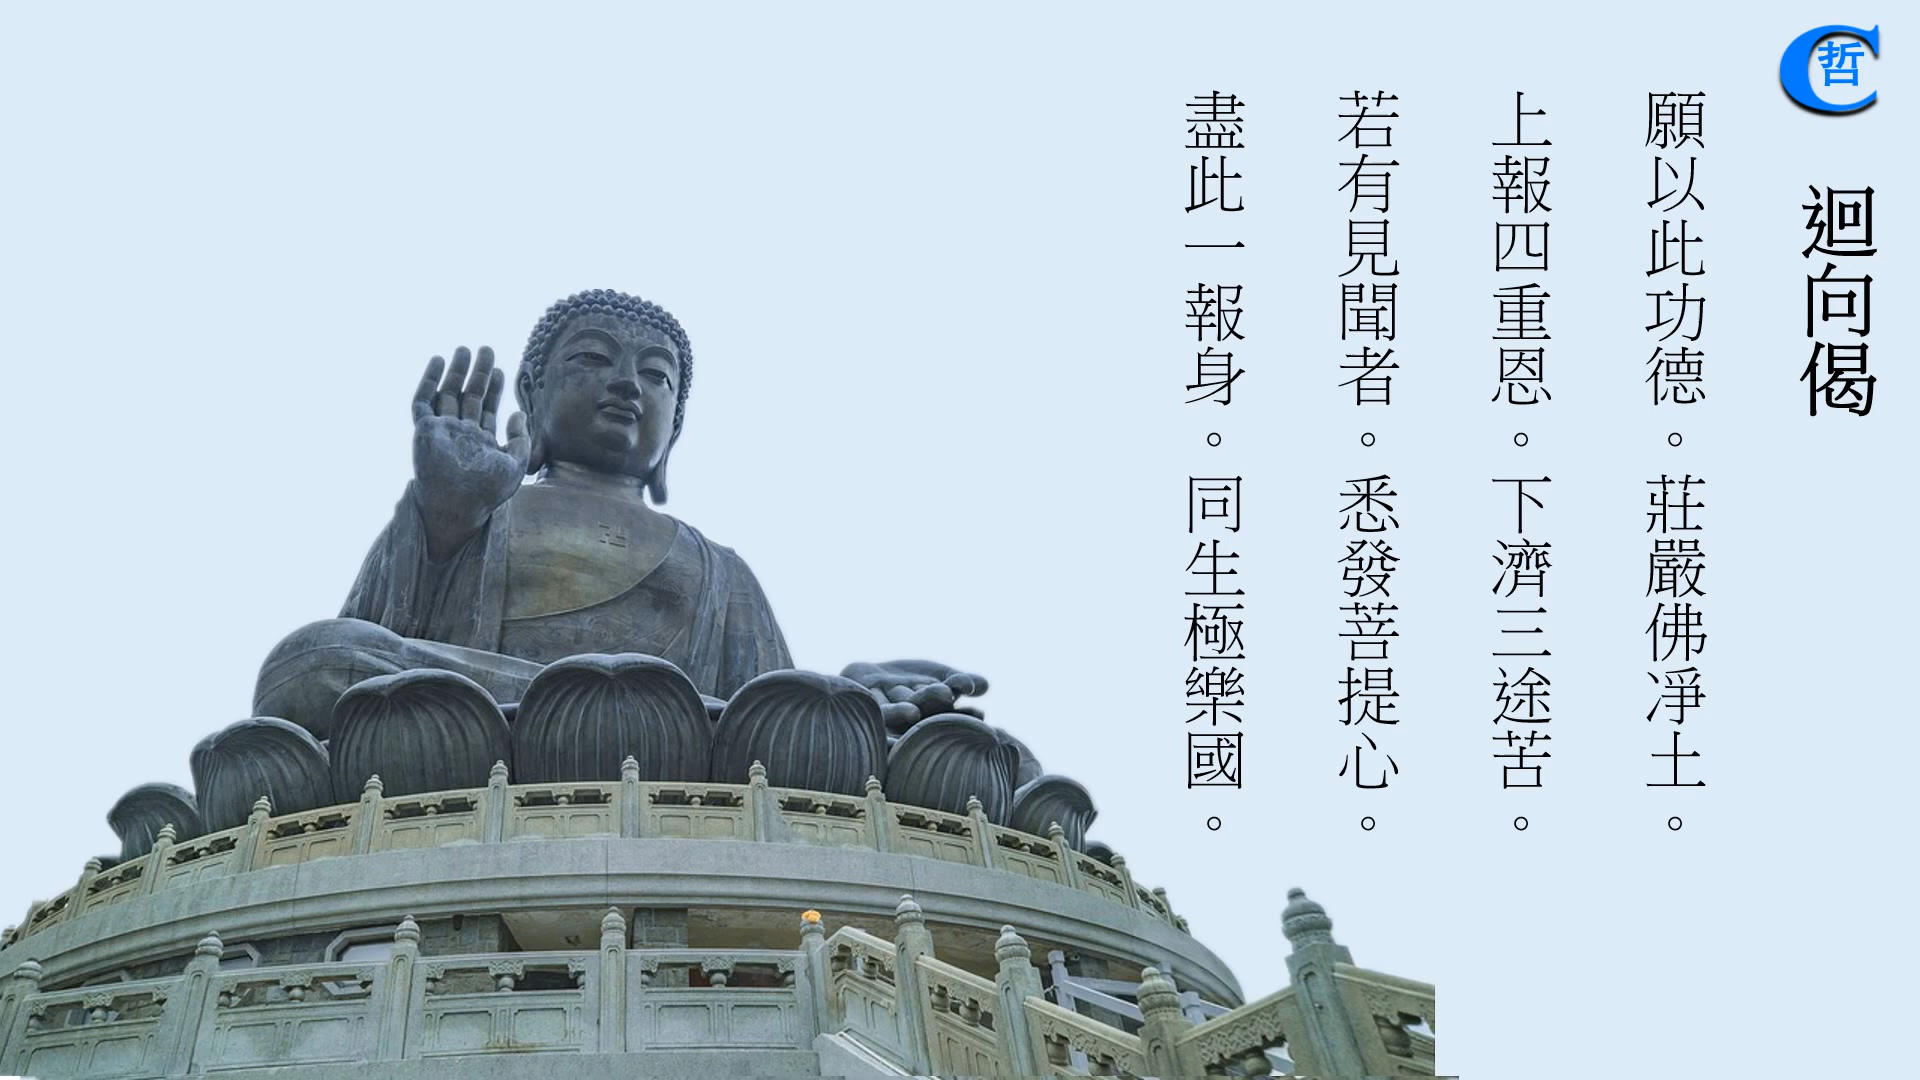 哲
迴向偈
願以此功德。莊嚴佛凈土。
上報四重恩。下濟三途苦。
若有見聞者。悉發菩提心。
盡此一報身。同生極樂國。
卍